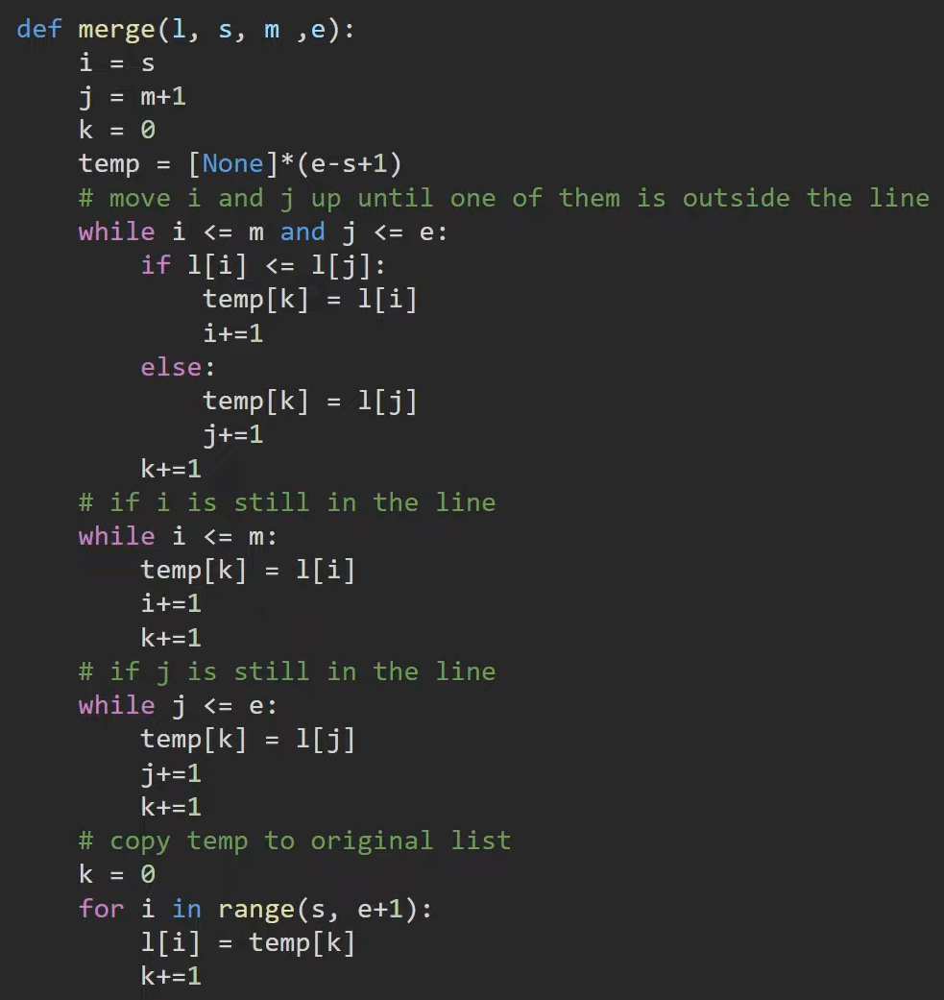 def merge(l, s, m ,e):
    i = s
    j = m+1
    k = 0
    temp = [None]*(e-s+1)
    # move i and j up until one of them is outside the line
    while i <= m and j <= e:
        if l[i] <= l[j]:
            temp[k] = l[i]
            i+=1
        else:
            temp[k] = l[j]
            j+=1
        k+=1
    # if i is still in the line
    while i <= m:
        temp[k] = l[i]
        i+=1
        k+=1
    # if j is still in the line
    while j <= e:
        temp[k] = l[j]
        j+=1
        k+=1
    # copy temp to original list
    k = 0
    for i in range(s, e+1):
        l[i] = temp[k]
        k+=1